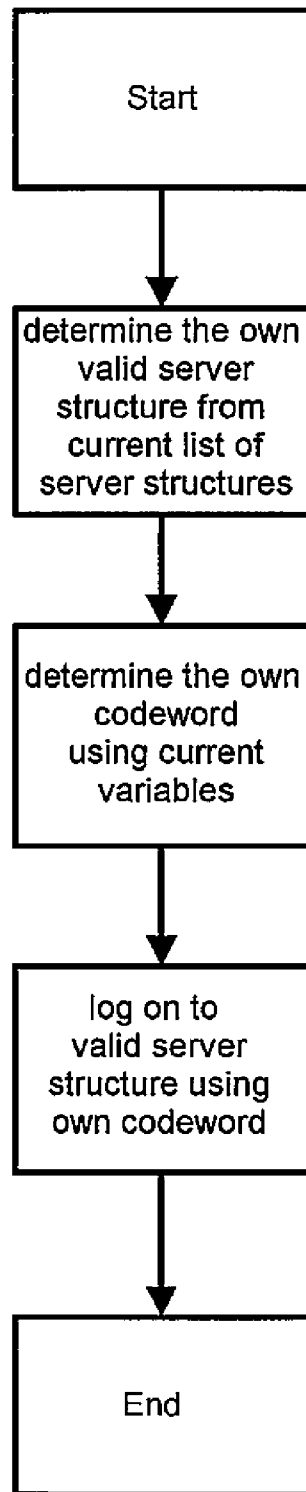 Start
determine the own
valid server
structure from
current list of
server structures
determine the own
codeword
using current
variables
log on to
valid server
structure using
own codeword
End